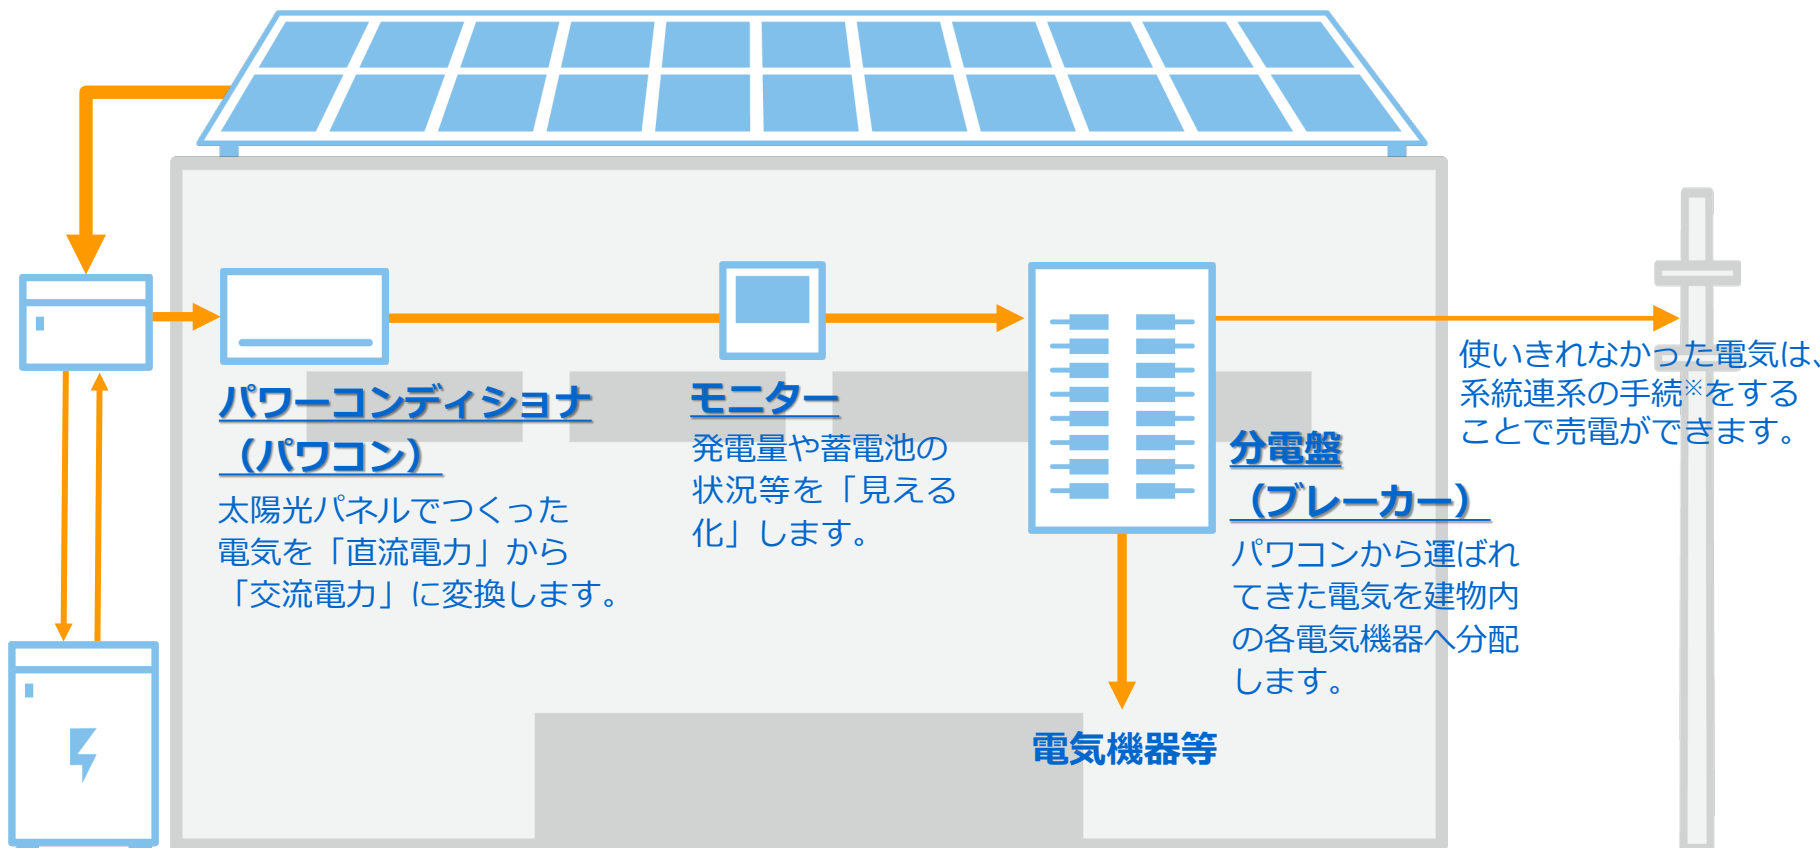 パワーコンディショナ
（パワコン）
太陽光パネルでつくった
電気を「直流電力」から
「交流電力」に変換します。
モニター
発電量や蓄電池の
状況等を「見える
化」します。
分電盤
（ブレーカー）
パワコンから運ばれ
てきた電気を建物内
の各電気機器へ分配
します。
電気機器等
使いきれなかった電気は、
系統連系の手続※をする
ことで売電ができます。